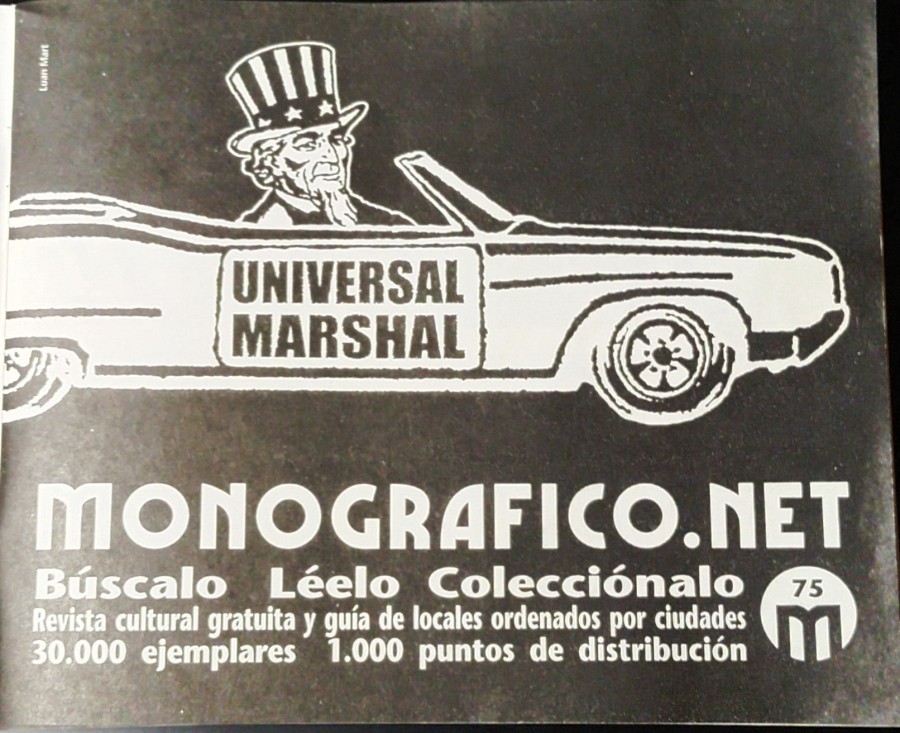 Luan Mart
UNIVERSAL
MARSHAL
MONOGRAFICO.NET
Búscalo Léelo Colecciónalo
Revista cultural gratuita y guía de locales ordenados por ciudades
30.000 ejemplares 1.000 puntos de distribución
75
m